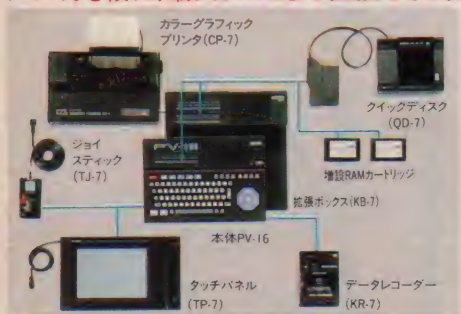 カラーグラフィック
プリンタ(CP-7)
クイックディスク
(QD-7)
ジョイ
スティック
(TJ-7)
PV-16
増設RAMカートリッジ
拡張ボックス(KB-7)
本体PV-16
タッチパネル
(TP-7)
データレコーダー
(KR-7)